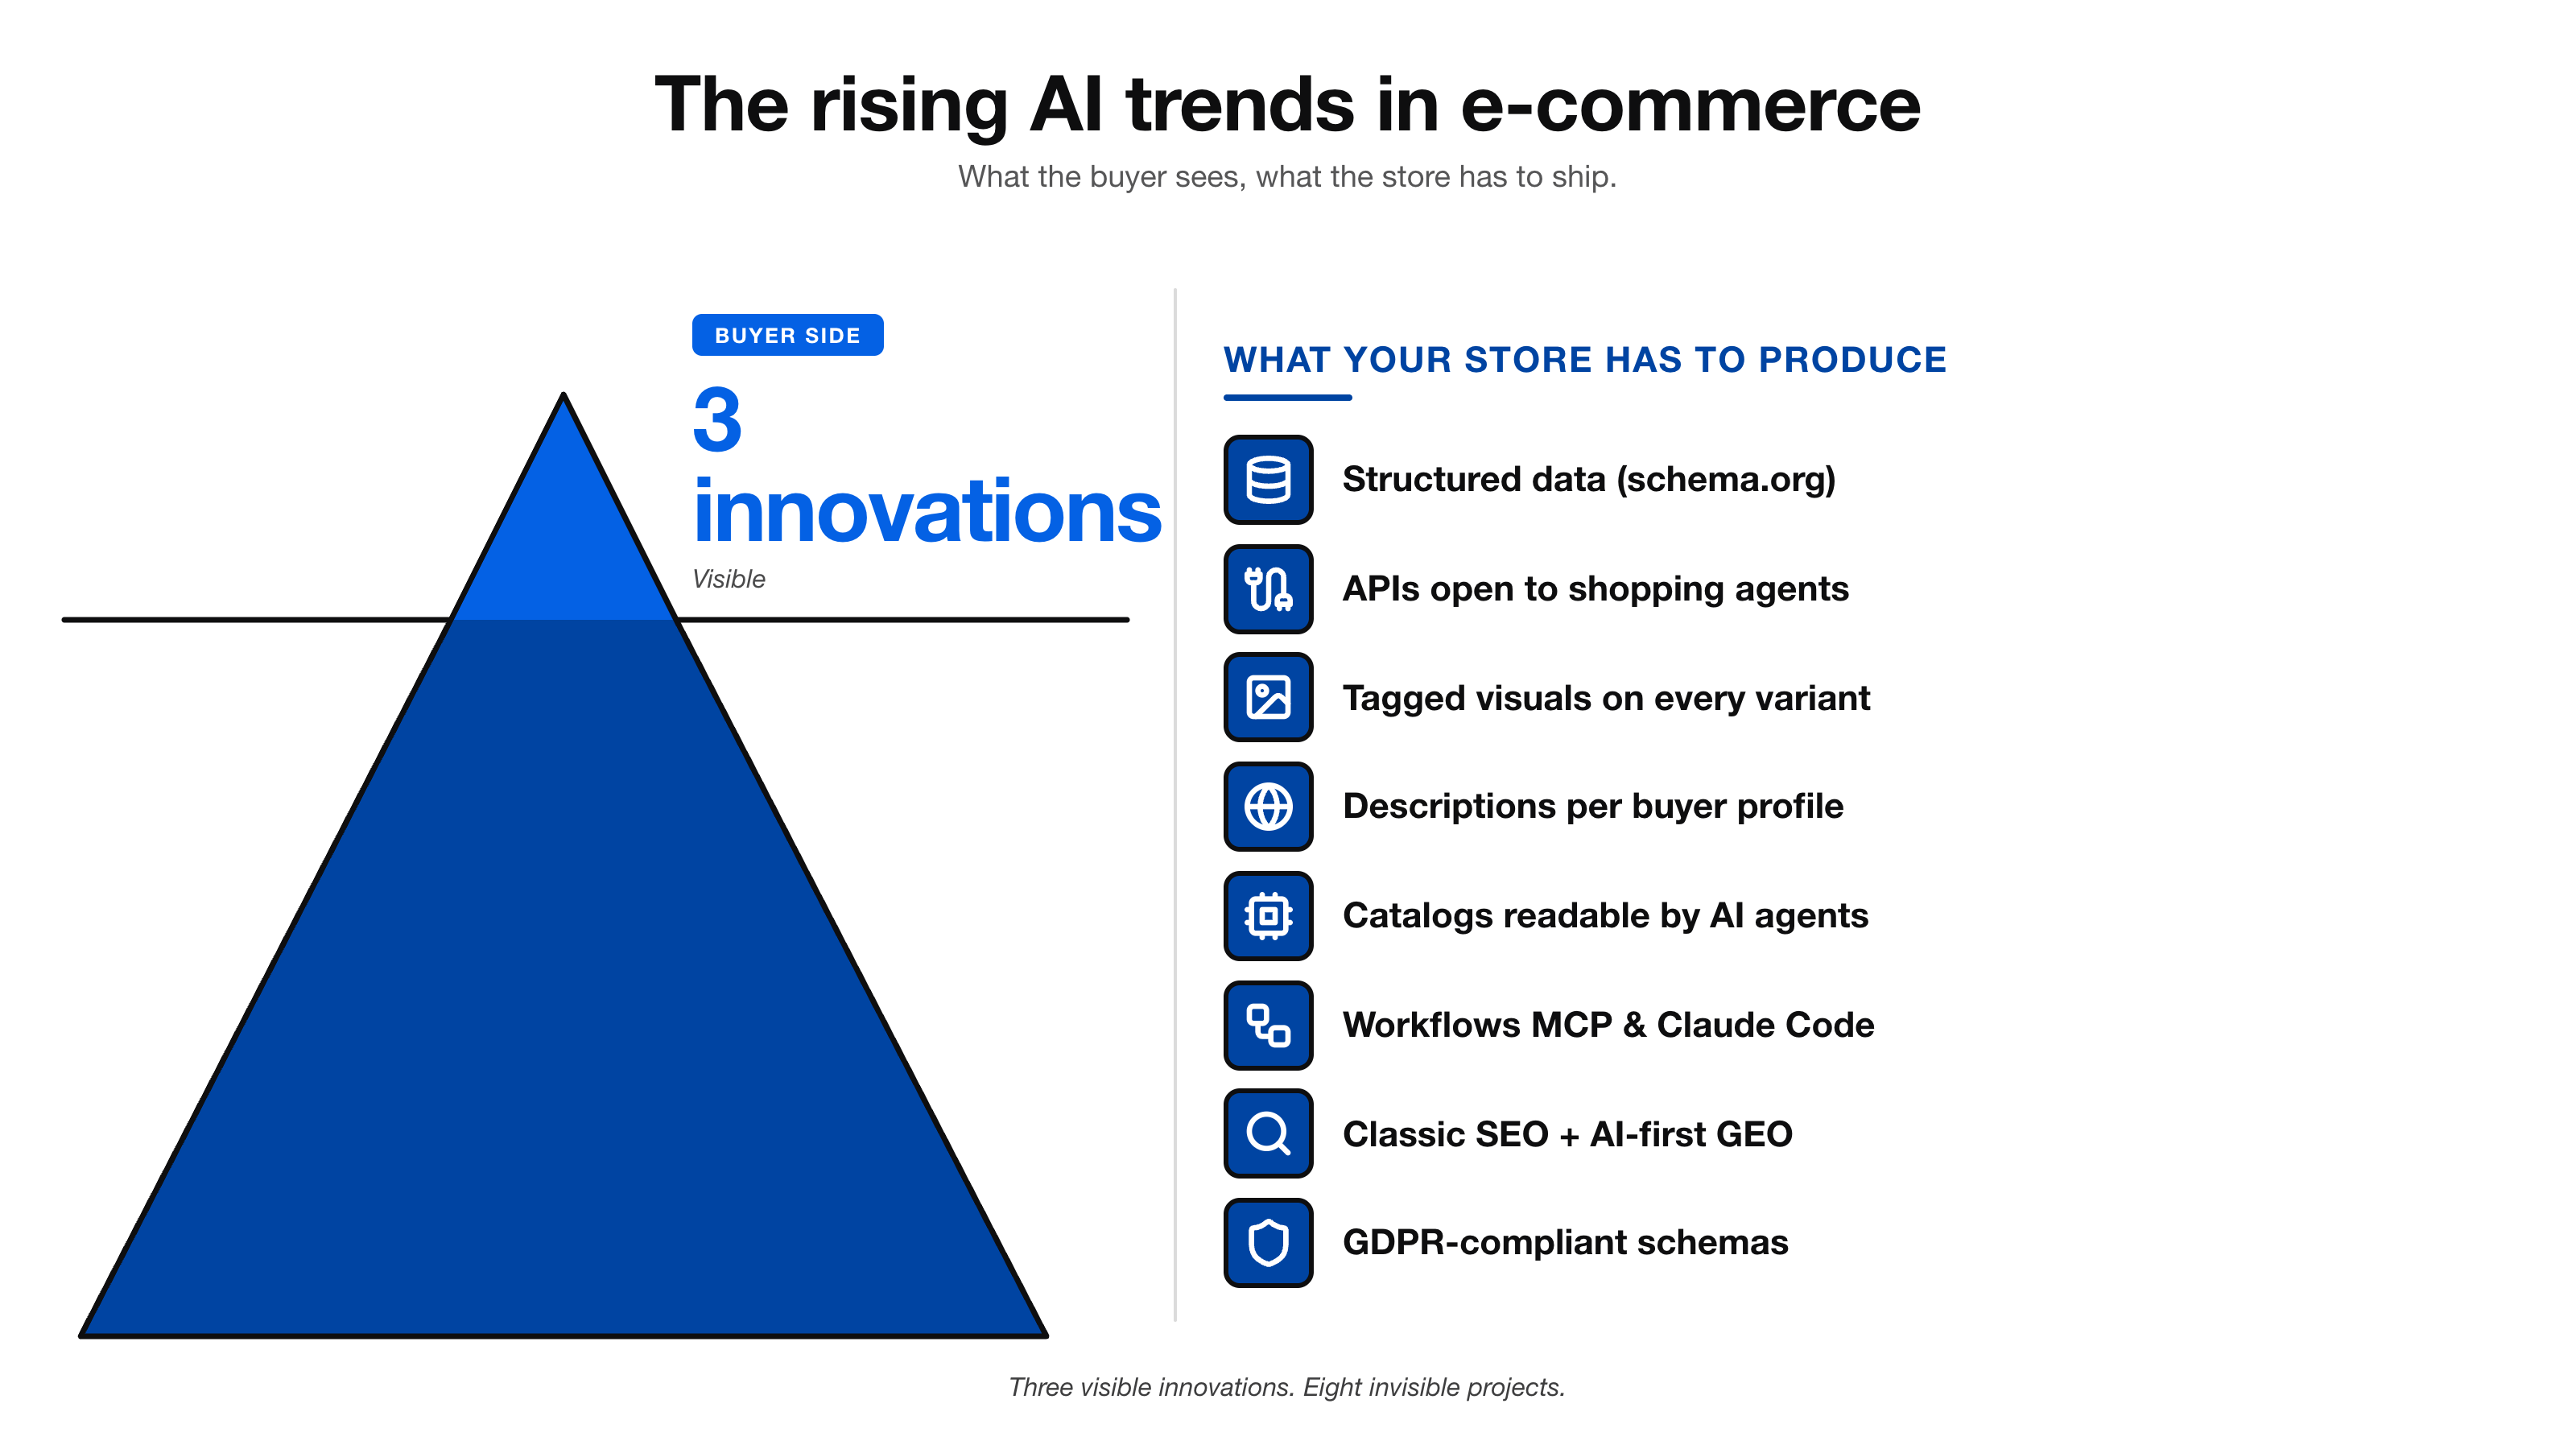 The rising AI trends in e-commerce
What the buyer sees, what the store has to ship.
BUYER SIDE
3
innovations
Visible
WHAT YOUR STORE HAS TO PRODUCE
Structured data (schema.org)
APIs open to shopping agents
Tagged visuals on every variant
Descriptions per buyer profile
Catalogs readable by AI agents
Workflows MCP & Claude Code
Classic SEO + AI-first GEO
GDPR-compliant schemas
Three visible innovations. Eight invisible projects.